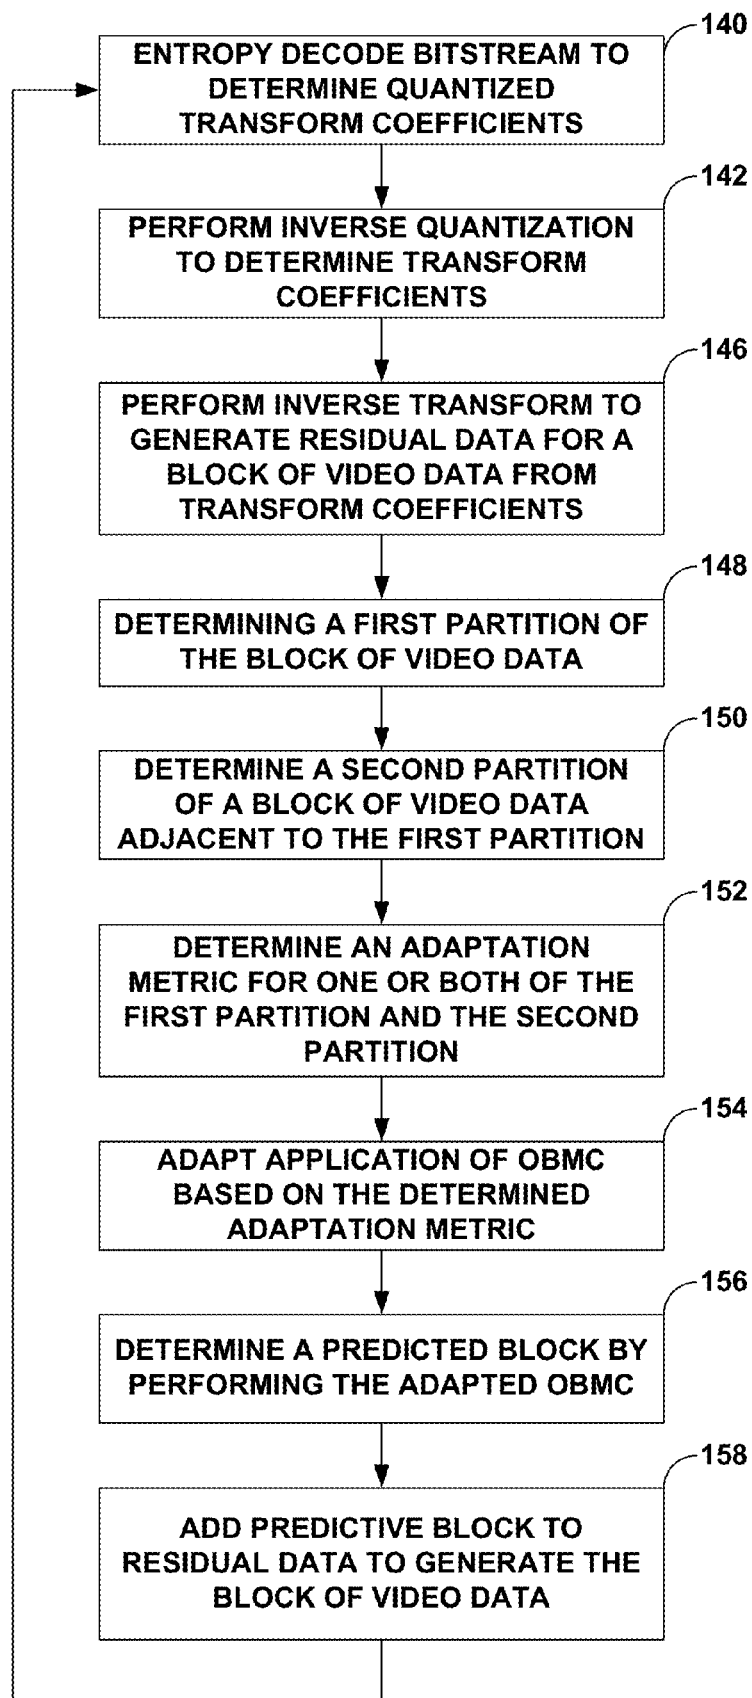 140
ENTROPY DECODE BITSTREAM TO
DETERMINE QUANTIZED
TRANSFORM COEFFICIENTS
142
PERFORM INVERSE QUANTIZATION
TO DETERMINE TRANSFORM
COEFFICIENTS
146
PERFORM INVERSE TRANSFORM TO
GENERATE RESIDUAL DATA FOR A
BLOCK OF VIDEO DATA FROM
TRANSFORM COEFFICIENTS
148
DETERMINING A FIRST PARTITION OF
THE BLOCK OF VIDEO DATA
150
DETERMINE A SECOND PARTITION
OF A BLOCK OF VIDEO DATA
ADJACENT TO THE FIRST PARTITION
152
DETERMINE AN ADAPTATION
METRIC FOR ONE OR BOTH OF THE
FIRST PARTITION AND THE SECOND
PARTITION
154
ADAPT APPLICATION OF OBMC
BASED ON THE DETERMINED
ADAPTATION METRIC
156
DETERMINE A PREDICTED BLOCK BY
PERFORMING THE ADAPTED OBMC
158
ADD PREDICTIVE BLOCK TO
RESIDUAL DATA TO GENERATE THE
BLOCK OF VIDEO DATA